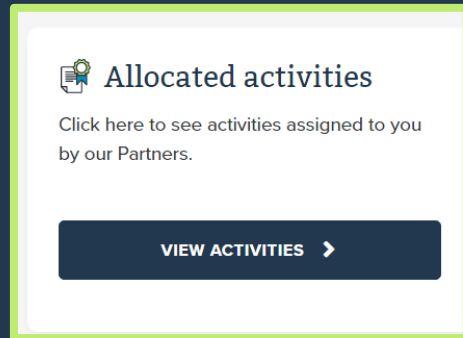 Allocated activities
Click here to see activities assigned to you
by our Partners.
VIEW ACTIVITIES